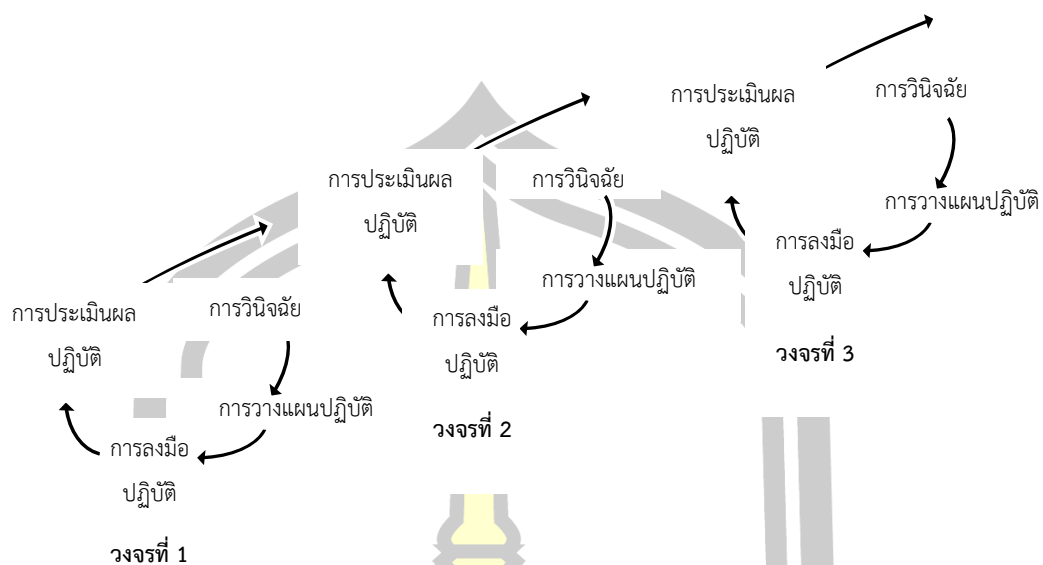 การประเมินผล
ปฏิบัติ
การวินิจฉัย
การวางแผนปฏิบัติ
การลงมือ
ปฏิบัติ
วงจรที่ 1
การประเมินผล
ปฏิบัติ
การวินิจฉัย
การวางแผนปฏิบัติ
การลงมือ
ปฏิบัติ
วงจรที่ 2
การประเมินผล
ปฏิบัติ
การวินิจฉัย
การวางแผนปฏิบัติ
การลงมือ
ปฏิบัติ
วงจรที่ 3